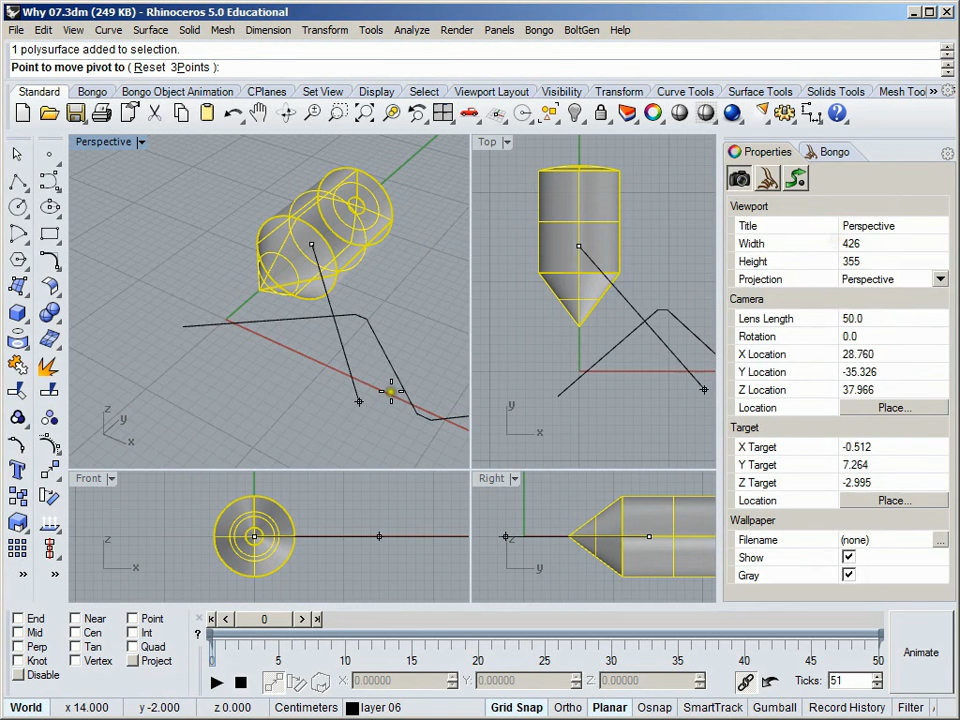 Why 07.3dm (249 KB) - Rhinoceros 5.0 Educational
File Edit View Curve Surface Solid Mesh Dimension Transform Tools Analyze Render Panels Bongo BoltGen Help
1 polysurface added to selection.
Point to move pivot to ( Reset 3Points ):
Standard Bongo Bongo Object Animation CPlanes Set View Display Select Viewport Layout Visibility Transform Curve Tools Surface Tools Solids Tools Mesh Too »
Perspective
Top
Properties Bongo
Viewport
Title Perspective
Width 426
Height 355
Projection Perspective
Camera
Lens Length 50.0
Rotation 0.0
X Location 28.760
Y Location -35.326
Z Location 37.966
Location Place...
Target
X Target -0.512
Y Target 7.264
Z Target -2.995
Location Place...
Wallpaper
Filename (none) ...
Show
Gray
z y x
y x
Front
Right
z x
z
z y
» »
End Near Point
Mid Cen Int
Perp Tan Quad
Knot Vertex Project
Disable
0
?
0 5 10 15 20 25 30 35 40 45 50
X: 0.00000 Y: 0.00000 Z: 0.00000 Ticks: 51
Animate
World x 14.000 y -2.000 z 0.000 Centimeters layer 06 Grid Snap Ortho Planar Osnap SmartTrack Gumball Record History Filter